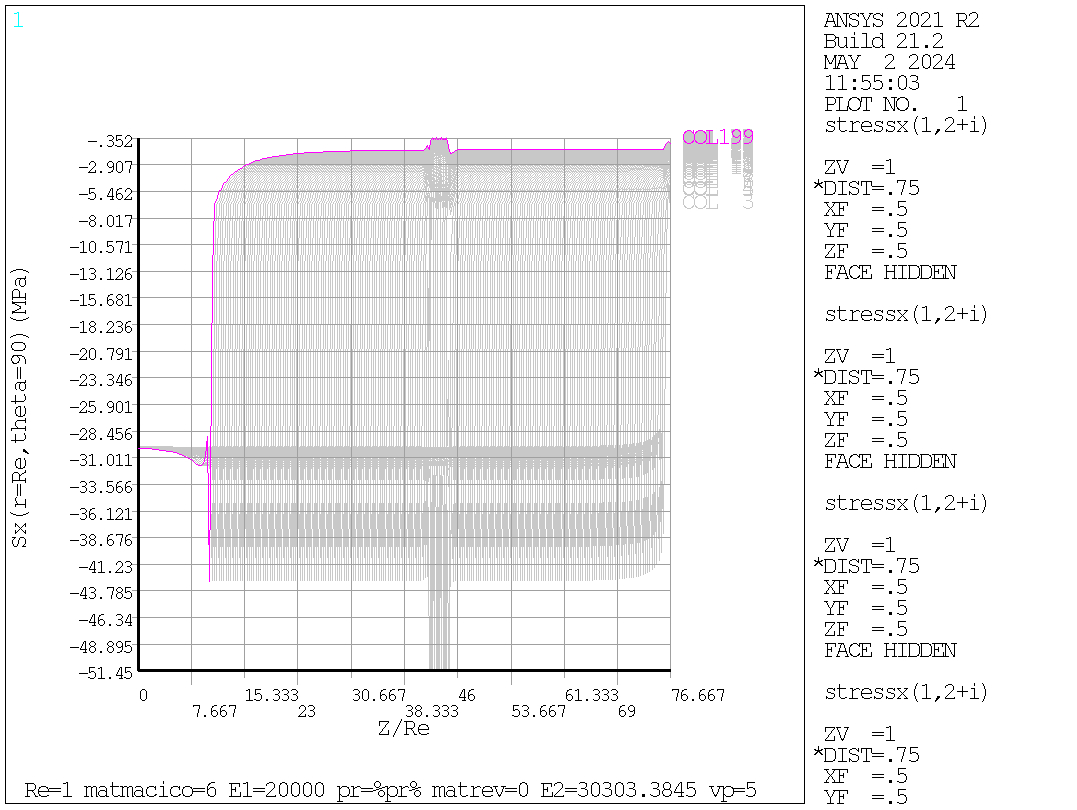 1
ANSYS 2021 R2
Build 21.2
MAY 2 2024
11:55:03
PLOT NO. 1
stressx(1,2+i)
ZV =1
*DIST=.75
XF =.5
YF =.5
ZF =.5
FACE HIDDEN
stressx(1,2+i)
ZV =1
*DIST=.75
XF =.5
YF =.5
ZF =.5
FACE HIDDEN
stressx(1,2+i)
ZV =1
*DIST=.75
XF =.5
YF =.5
ZF =.5
FACE HIDDEN
stressx(1,2+i)
ZV =1
*DIST=.75
XF =.5
YF =.5
COL199
COL
Sx(r=Re,theta=90)(MPa)
-.352
-2.907
-5.462
-8.017
-10.571
-13.126
-15.681
-18.236
-20.791
-23.346
-25.901
-28.456
-31.011
-33.566
-36.121
-38.676
-41.23
-43.785
-46.34
-48.895
-51.45
0 15.333 30.667 46 61.333 76.667
7.667 23 38.333 53.667 69
Z/Re
Re=1 matmacico=6 E1=20000 pr=%pr% matrev=0 E2=30303.3845 vp=5